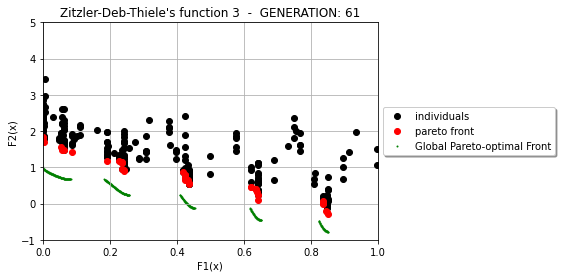 Zitzler-Deb-Thiele's function 3 - GENERATION: 61
5
4
3
2
1
0
−1
F2(x)
0.0 0.2 0.4 0.6 0.8 1.0
F1(x)
individuals
pareto front
Global Pareto-optimal Front